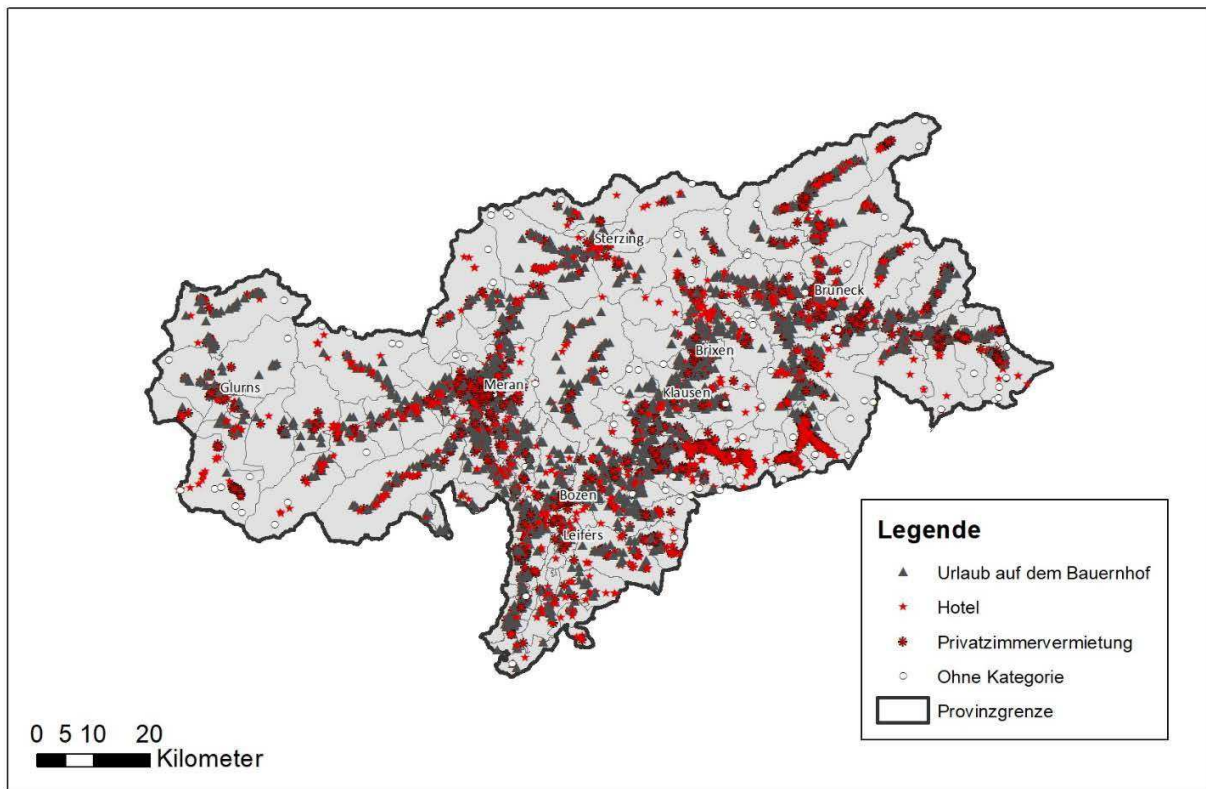 Sterzing
Bruneck
Brixen
Glurns
Meran
Klausen
Bozen
Leifers
Legende
Urlaub auf dem Bauernhof
Hotel
Privatzimmervermietung
Ohne Kategorie
Provinzgrenze
0 5 10 20
Kilometer